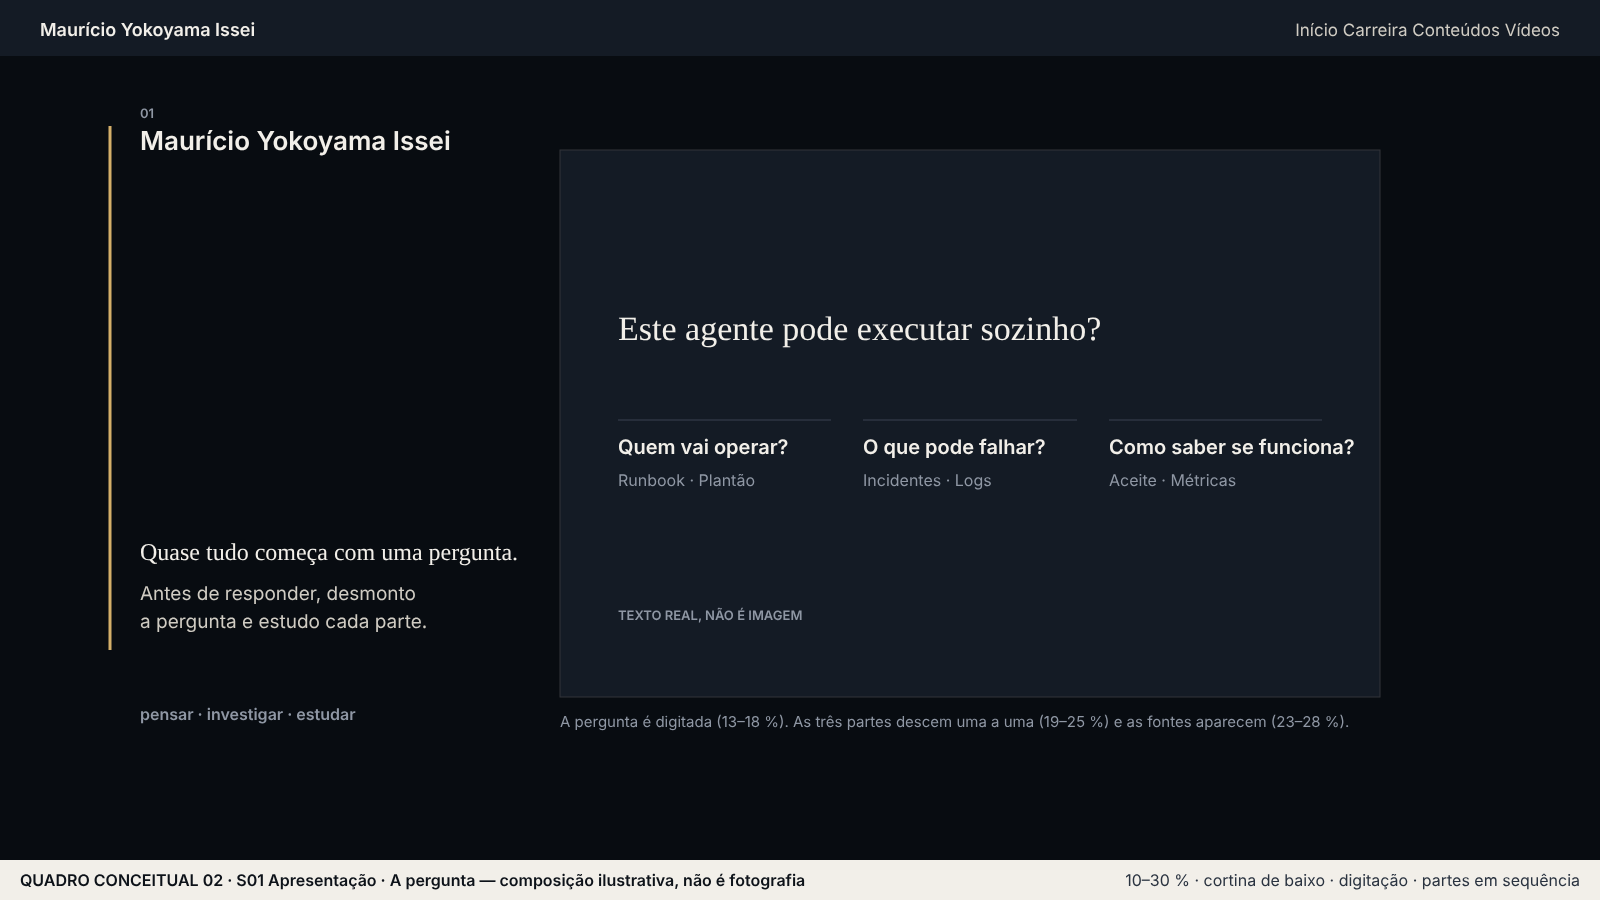 Maurício Yokoyama Issei
Início Carreira Conteúdos Vídeos
01
Maurício Yokoyama Issei
Quase tudo começa com uma pergunta.
Antes de responder, desmonto
a pergunta e estudo cada parte.
pensar · investigar · estudar
Este agente pode executar sozinho?
Quem vai operar?
Runbook · Plantão
O que pode falhar?
Incidentes · Logs
Como saber se funciona?
Aceite · Métricas
TEXTO REAL, NÃO É IMAGEM
A pergunta é digitada (13–18 %). As três partes descem uma a uma (19–25 %) e as fontes aparecem (23–28 %).
QUADRO CONCEITUAL 02 · S01 Apresentação · A pergunta — composição ilustrativa, não é fotografia
10–30 % · cortina de baixo · digitação · partes em sequência